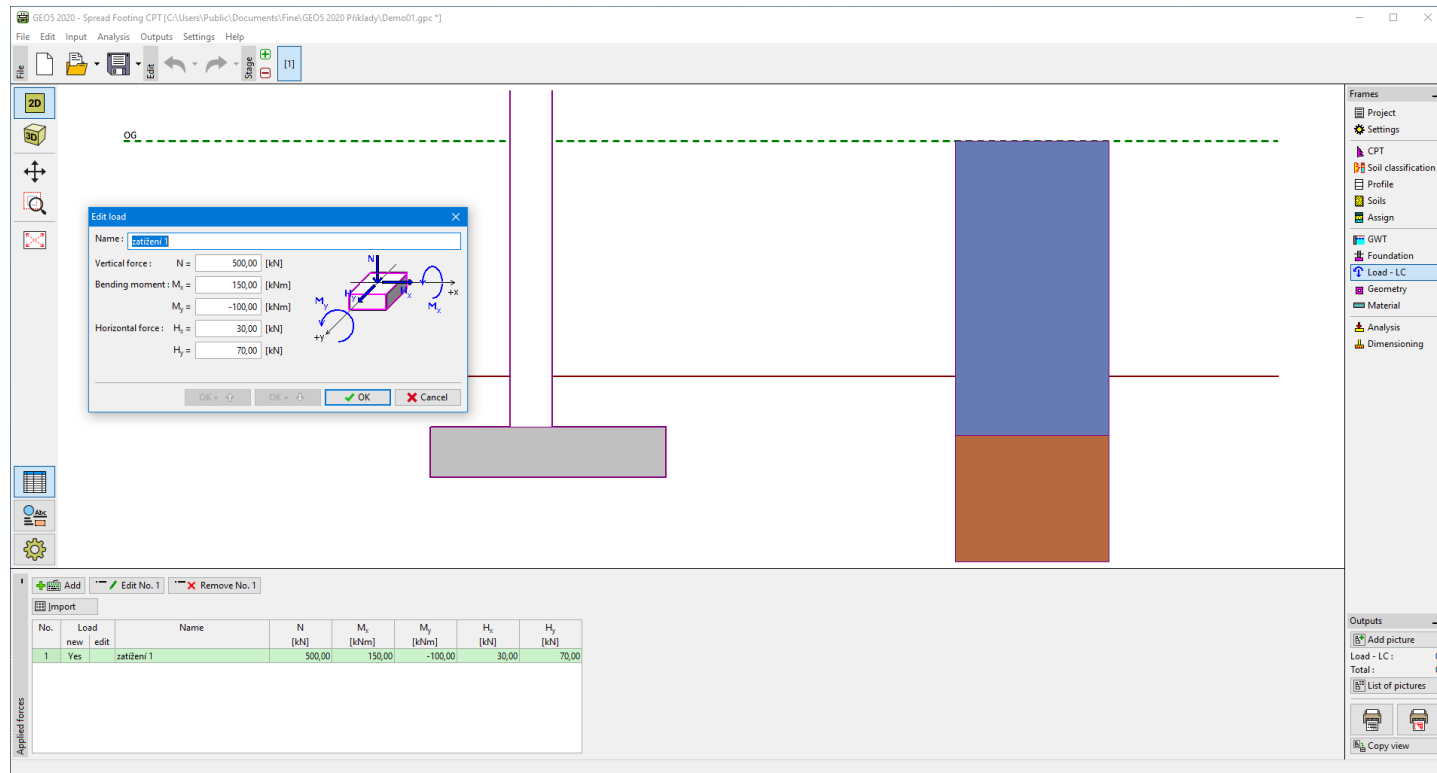 GEO5 2020 - Spread Footing CPT [C:\Users\Public\Documents\Fine\GEO5 2020 Příklady\Demo01.gpc *]
File Edit Input Analysis Outputs Settings Help
File
Edit
Stage
[1]
2D
3D
OG
Edit load
Name : zatížení 1
Vertical force : N = 500,00 [kN]
Bending moment : Mx = 150,00 [kNm]
My = -100,00 [kNm]
Horizontal force : Hx = 30,00 [kN]
Hy = 70,00 [kN]
N
Hy
Hx
+x
Mx
My
+y
OK + OK + OK Cancel
Abc
Frames
Project
Settings
CPT
Soil classification
Profile
Soils
Assign
GWT
Foundation
Load - LC
Geometry
Material
Analysis
Dimensioning
Applied forces
Add Edit No. 1 Remove No. 1
Import
No. Load Name N Mx My Hx Hy
new edit [kN] [kNm] [kNm] [kN] [kN]
1 Yes zatížení 1 500,00 150,00 -100,00 30,00 70,00
Outputs
Add picture
Load - LC :
Total :
List of pictures
Copy view